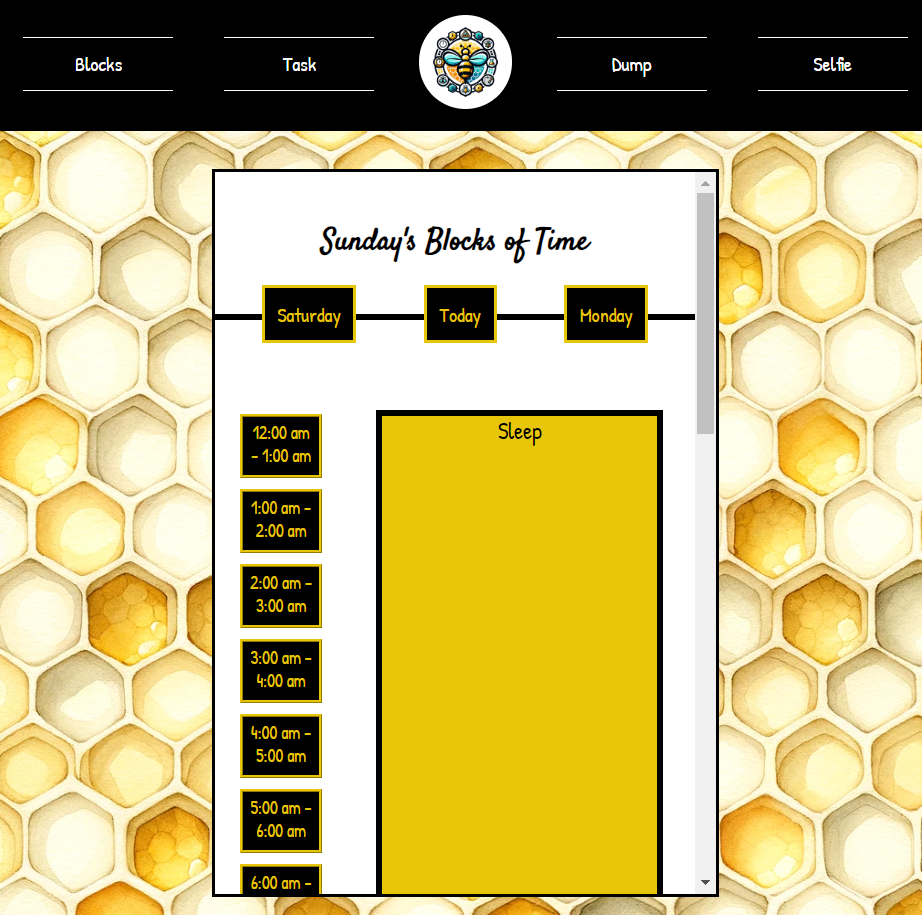 Blocks
Task
Dump
Selfie
Sunday's Blocks of Time
Saturday
Today
Monday
12:00 am
– 1:00 am
Sleep
1:00 am –
2:00 am
2:00 am –
3:00 am
3:00 am –
4:00 am
4:00 am –
5:00 am
5:00 am –
6:00 am
6:00 am –